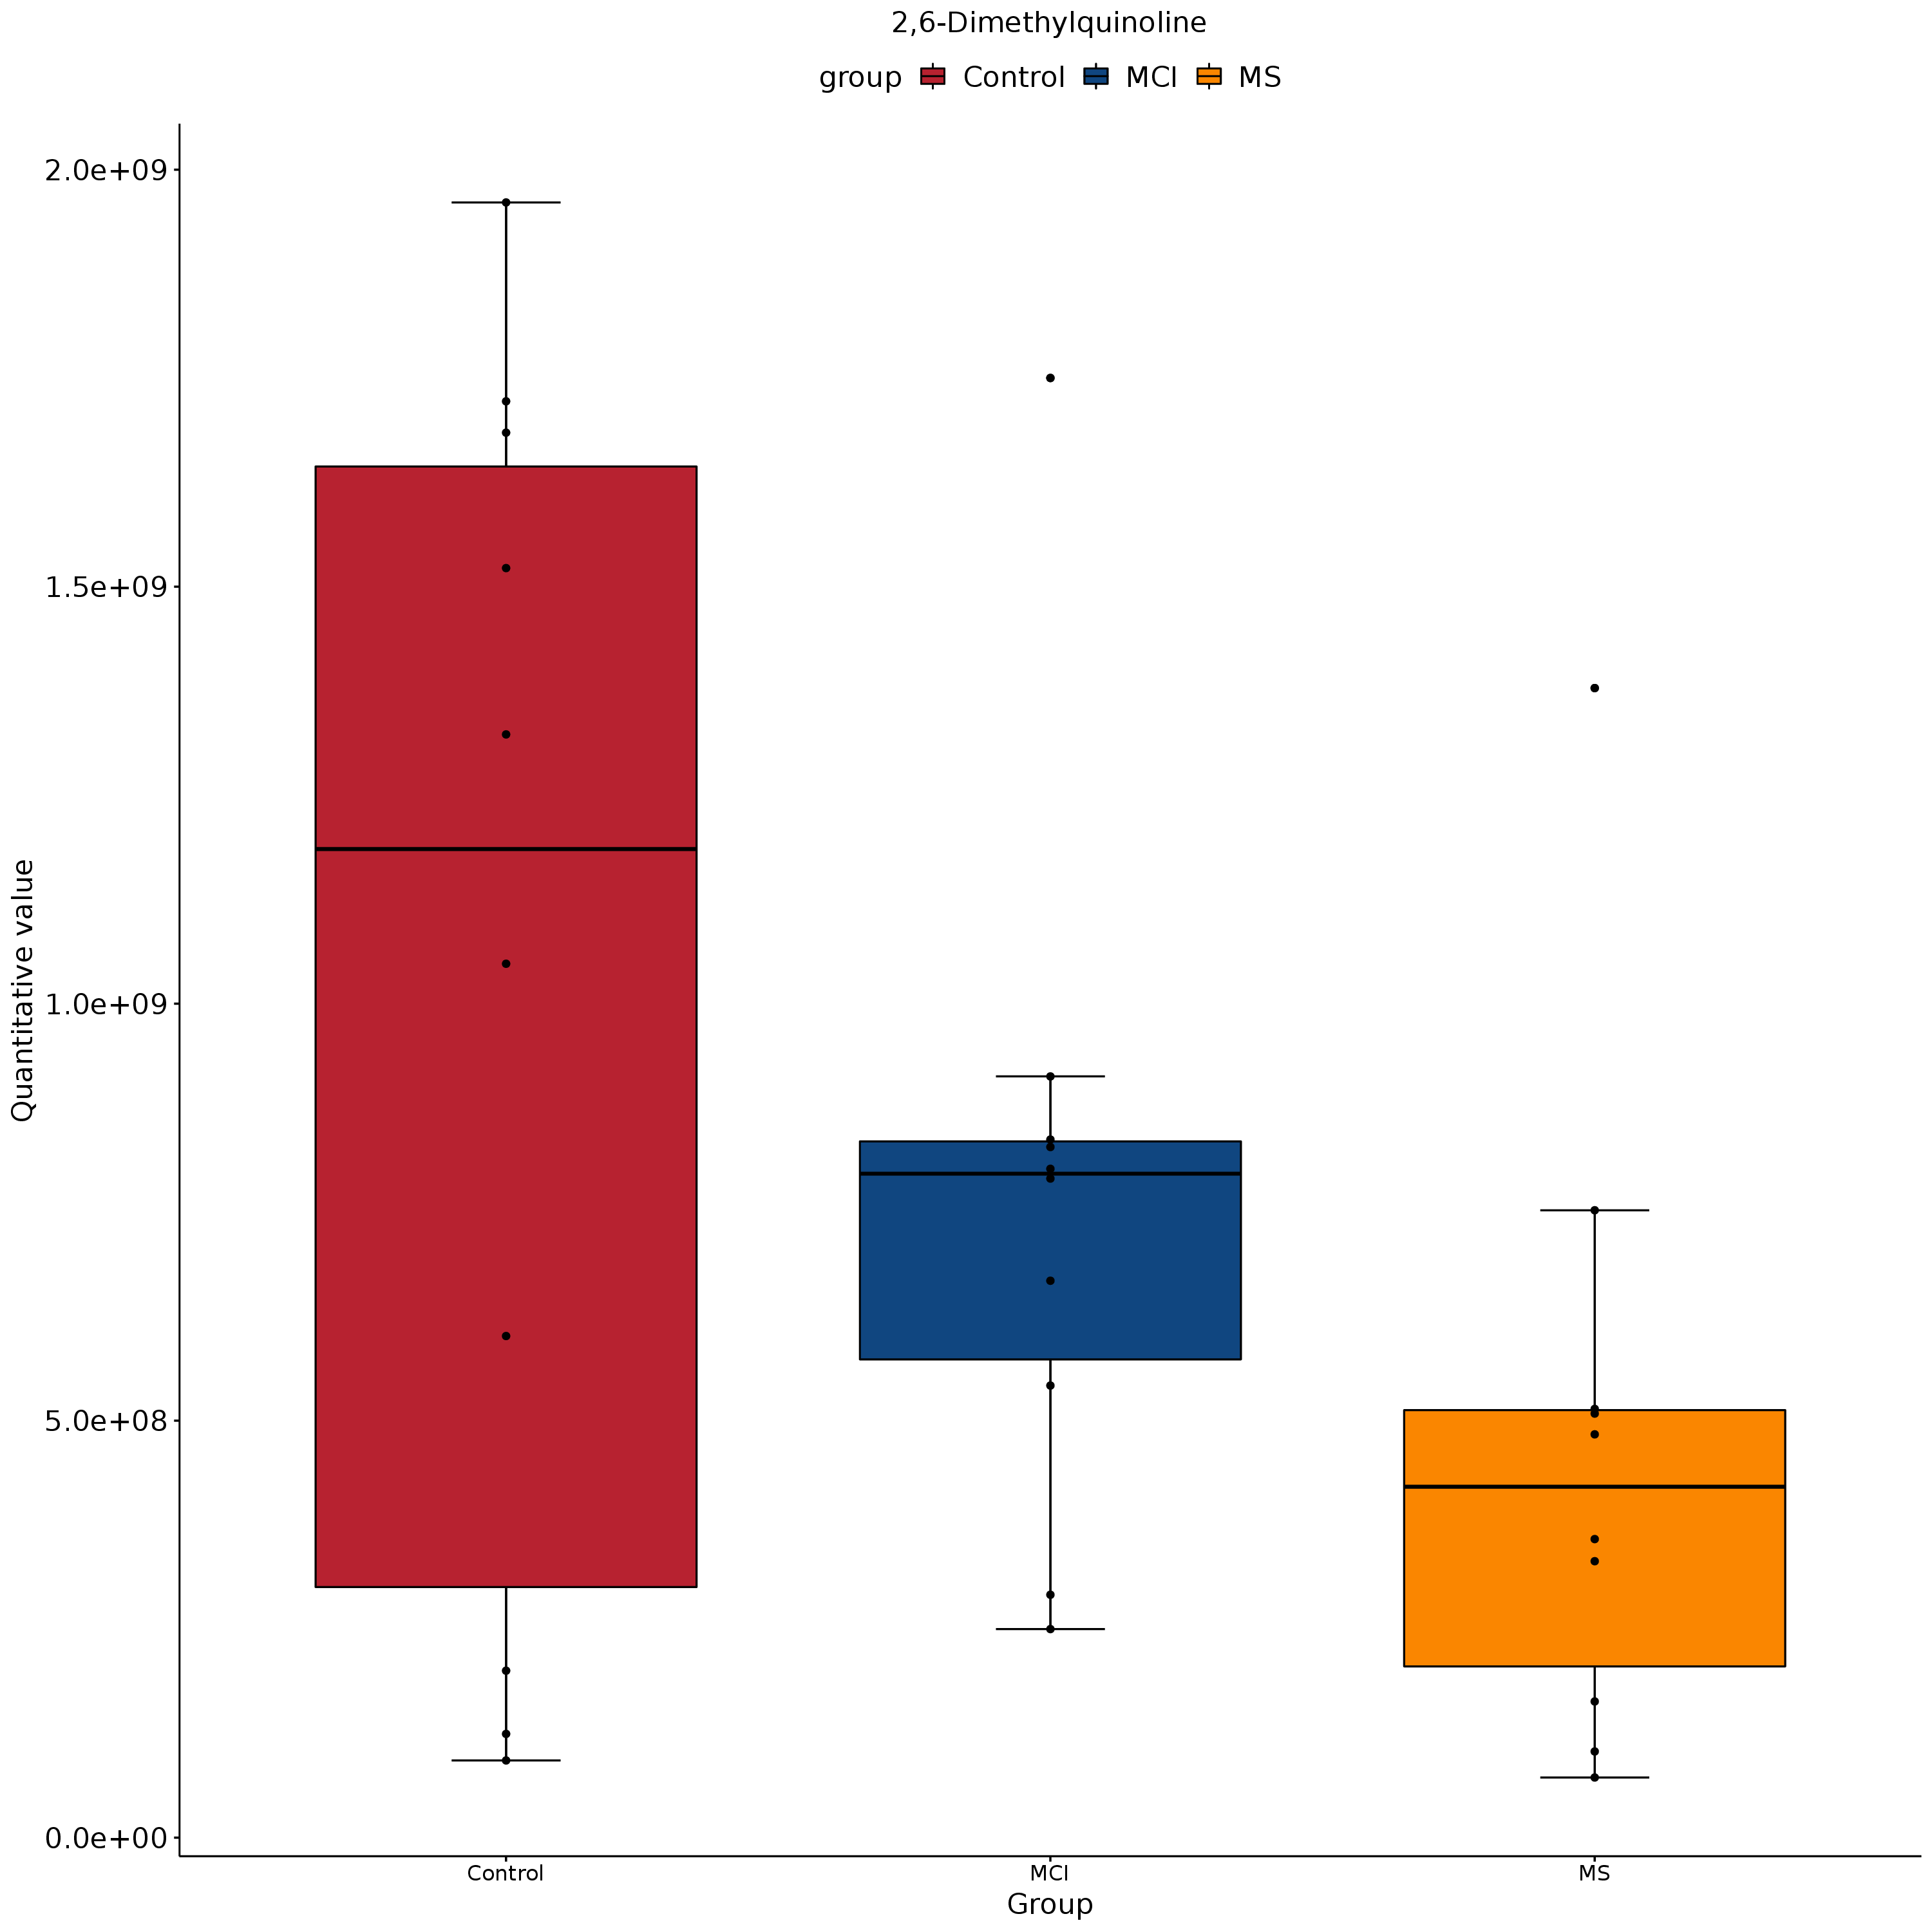 2,6-Dimethylquinoline
group Control MCI MS
2.0e+09
1.5e+09
1.0e+09
5.0e+08
0.0e+00
Quantitative value
Control MCI MS
Group